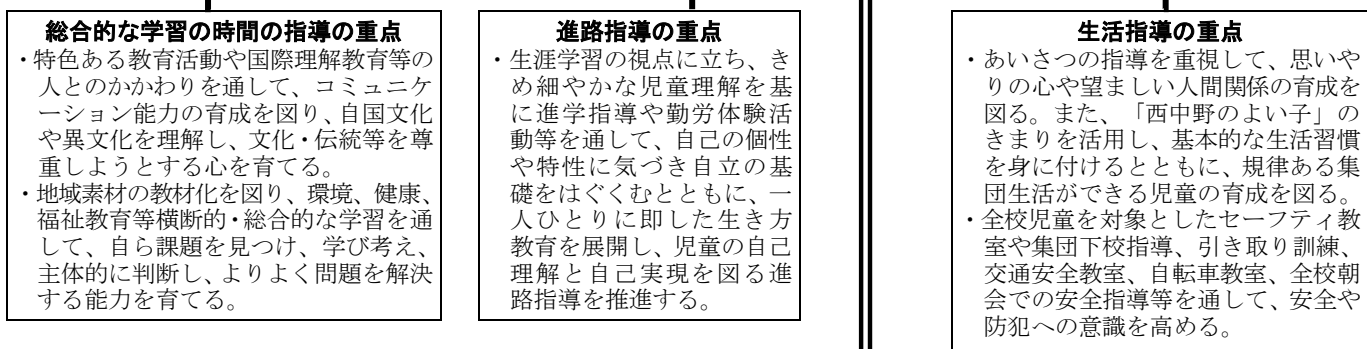 総合的な学習の時間の指導の重点
・特色ある教育活動や国際理解教育等の
人とのかかわりを通して、コミュニケ
ーション能力の育成を図り、自国文化
や異文化を理解し、文化・伝統等を尊
重しようとする心を育てる。
・地域素材の教材化を図り、環境、健康、
福祉教育等横断的・総合的な学習を通
して、自ら課題を見つけ、学び考え、
主体的に判断し、よりよく問題を解決
する能力を育てる。
進路指導の重点
・生涯学習の視点に立ち、き
め細やかな児童理解を基
に進学指導や勤労体験活
動等を通して、自己の個性
や特性に気づき自立の基
礎をはぐくむとともに、一
人ひとりに即した生き方
教育を展開し、児童の自己
理解と自己実現を図る進
路指導を推進する。
生活指導の重点
・あいさつの指導を重視して、思いや
りの心や望ましい人間関係の育成を
図る。また、「西中野のよい子」の
きまりを活用し、基本的な生活習慣
を身に付けるとともに、規律ある集
団生活ができる児童の育成を図る。
・全校児童を対象としたセーフティ教
室や集団下校指導、引き取り訓練、
交通安全教室、自転車教室、全校朝
会での安全指導等を通して、安全や
防犯への意識を高める。